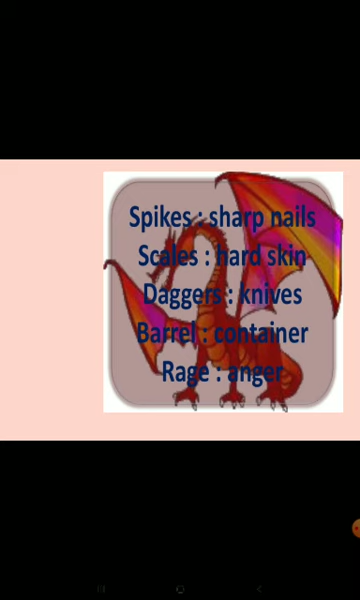 Spikes : sharp nails
Scales : hard skin
Daggers : knives
Barrel : container
Rage : anger